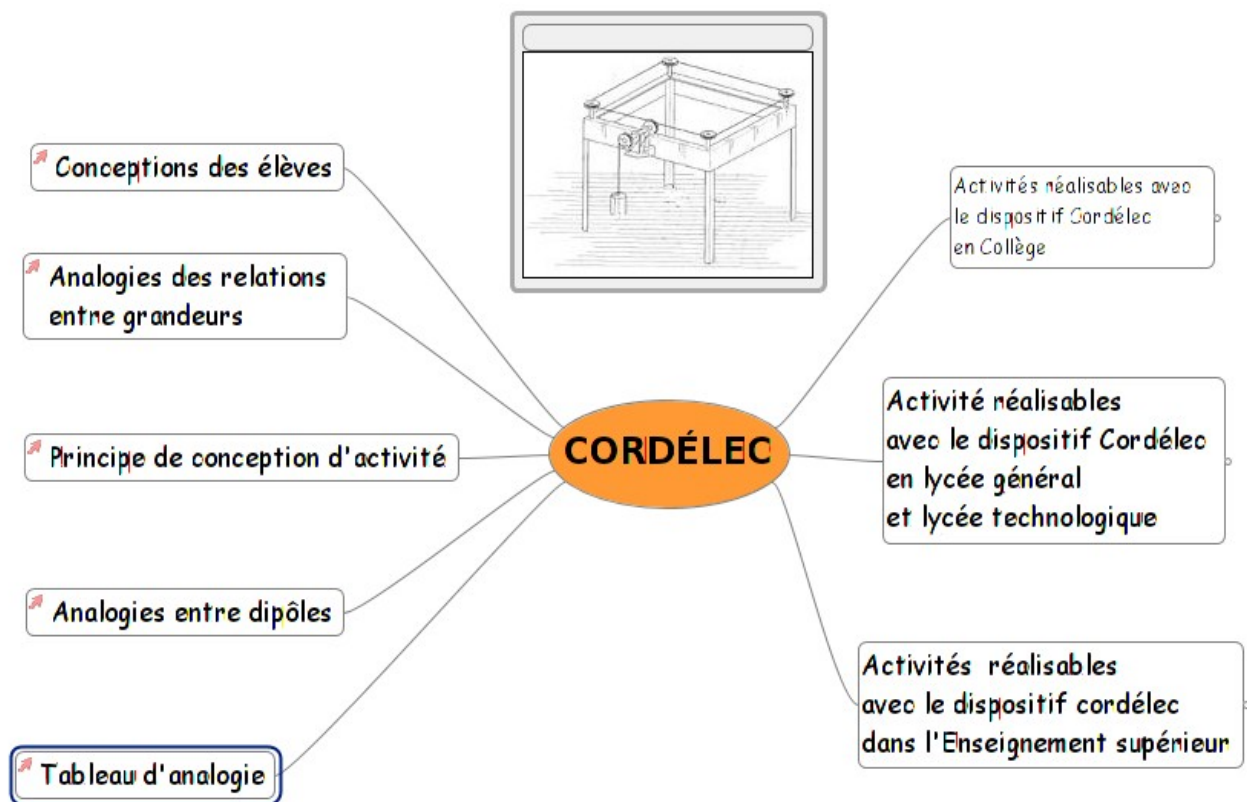 Conceptions des élèves
Analogies des relations
entre grandeurs
Principe de conception d'activité
Analogies entre dipôles
Tableau d'analogie
CORDÉLEC
Activités réalisables avec
le dispositif Cordélec
en Collège
Activité réalisables
avec le dispositif Cordélec
en lycée général
et lycée technologique
Activités réalisables
avec le dispositif cordélec
dans l'Enseignement supérieur